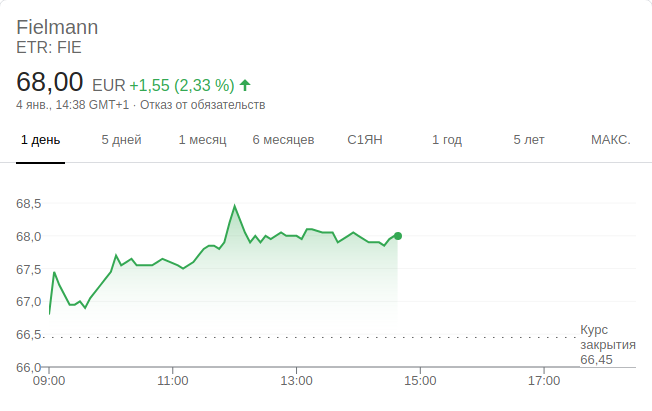 Fielmann
ETR: FIE
68,00 EUR +1,55 (2,33 %)
4 янв., 14:38 GMT+1 · Отказ от обязательств
1 день 5 дней 1 месяц 6 месяцев С1ЯН 1 год 5 лет МАКС.
68,5
68,0
67,5
67,0
66,5
66,0
Курс
закрытия
66,45
09:00 11:00 13:00 15:00 17:00